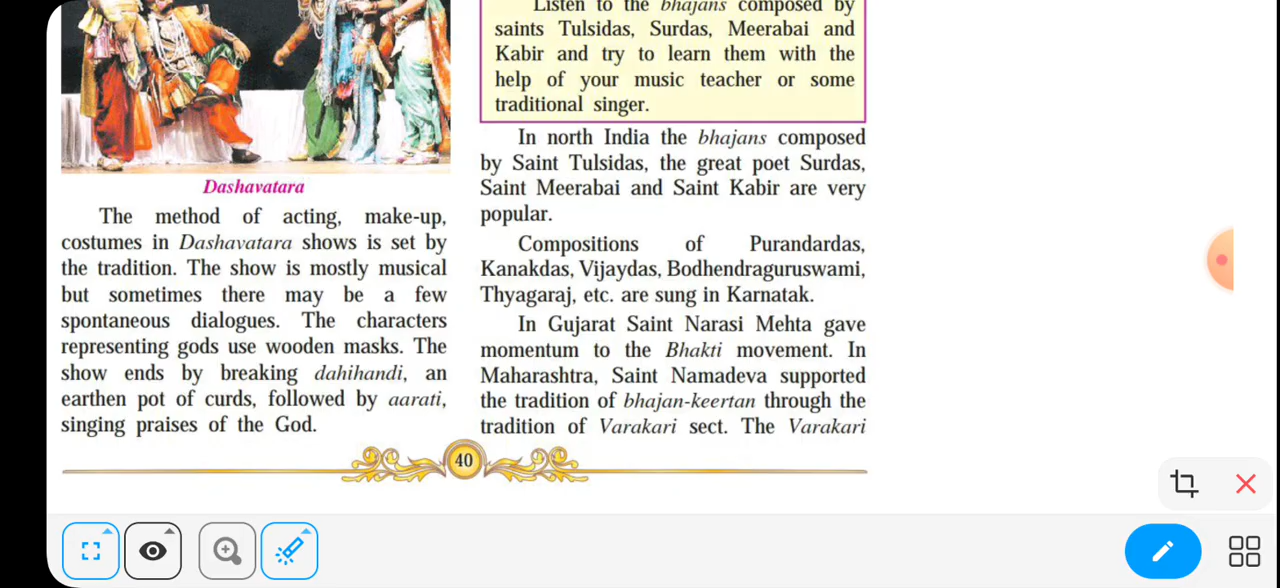 Dashavatara
The method of acting, make-up,
costumes in Dashavatara shows is set by
the tradition. The show is mostly musical
but sometimes there may be a few
spontaneous dialogues. The characters
representing gods use wooden masks. The
show ends by breaking dahihandi, an
earthen pot of curds, followed by aarati,
singing praises of the God.
Listen to the bhajans composed by
saints Tulsidas, Surdas, Meerabai and
Kabir and try to learn them with the
help of your music teacher or some
traditional singer.
In north India the bhajans composed
by Saint Tulsidas, the great poet Surdas,
Saint Meerabai and Saint Kabir are very
popular.
Compositions of Purandardas,
Kanakdas, Vijaydas, Bodhendraguruswami,
Thyagaraj, etc. are sung in Karnatak.
In Gujarat Saint Narasi Mehta gave
momentum to the Bhakti movement. In
Maharashtra, Saint Namadeva supported
the tradition of bhajan-keertan through the
tradition of Varakari sect. The Varakari
40